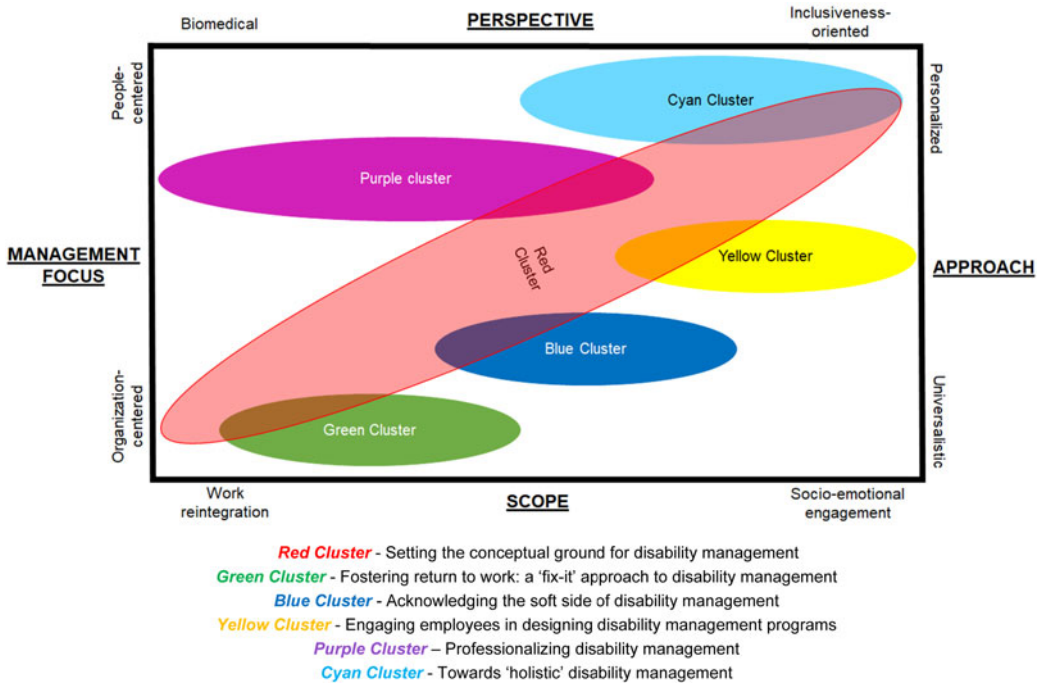 Biomedical
PERSPECTIVE
Inclusiveness-
oriented
People-
centered
Personalized
Cyan Cluster
Purple cluster
MANAGEMENT
FOCUS
Red
Cluster
Yellow Cluster
APPROACH
Blue Cluster
Organization-
centered
Universalistic
Green Cluster
Work
reintegration
SCOPE
Socio-emotional
engagement
Red Cluster - Setting the conceptual ground for disability management
Green Cluster - Fostering return to work: a ‘fix-it’ approach to disability management
Blue Cluster - Acknowledging the soft side of disability management
Yellow Cluster - Engaging employees in designing disability management programs
Purple Cluster – Professionalizing disability management
Cyan Cluster - Towards ‘holistic’ disability management